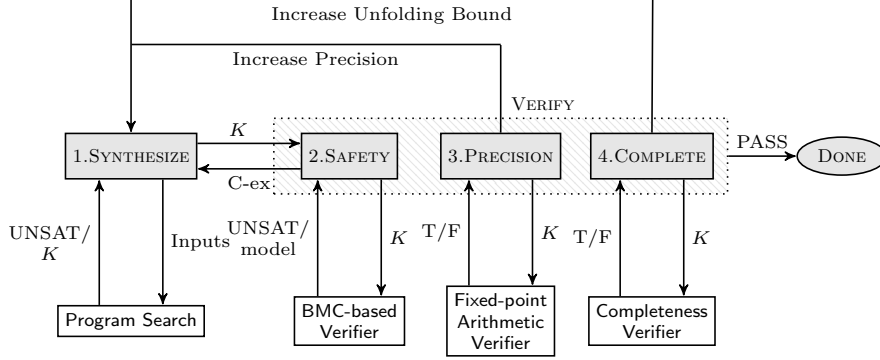 Increase Unfolding Bound
Increase Precision
VERIFY
K
1.SYNTHESIZE
2.SAFETY
3.PRECISION
4.COMPLETE
PASS
DONE
C-ex
UNSAT/
K
Inputs
UNSAT/
model
K
T/F
K
T/F
K
Program Search
BMC-based
Verifier
Fixed-point
Arithmetic
Verifier
Completeness
Verifier